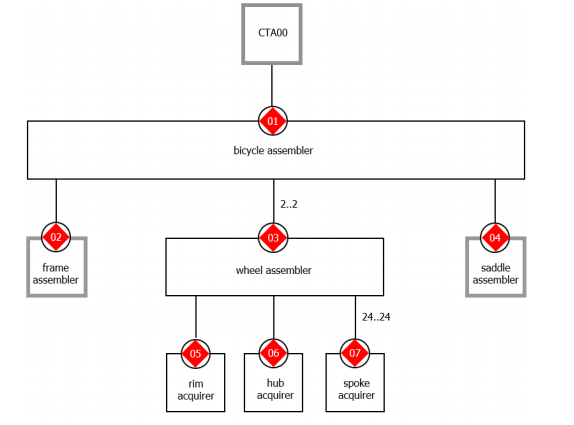 CTA00
01
bicycle assembler
2..2
02
03
04
frame
assembler
wheel assembler
saddle
assembler
24..24
05
06
07
rim
acquirer
hub
acquirer
spoke
acquirer